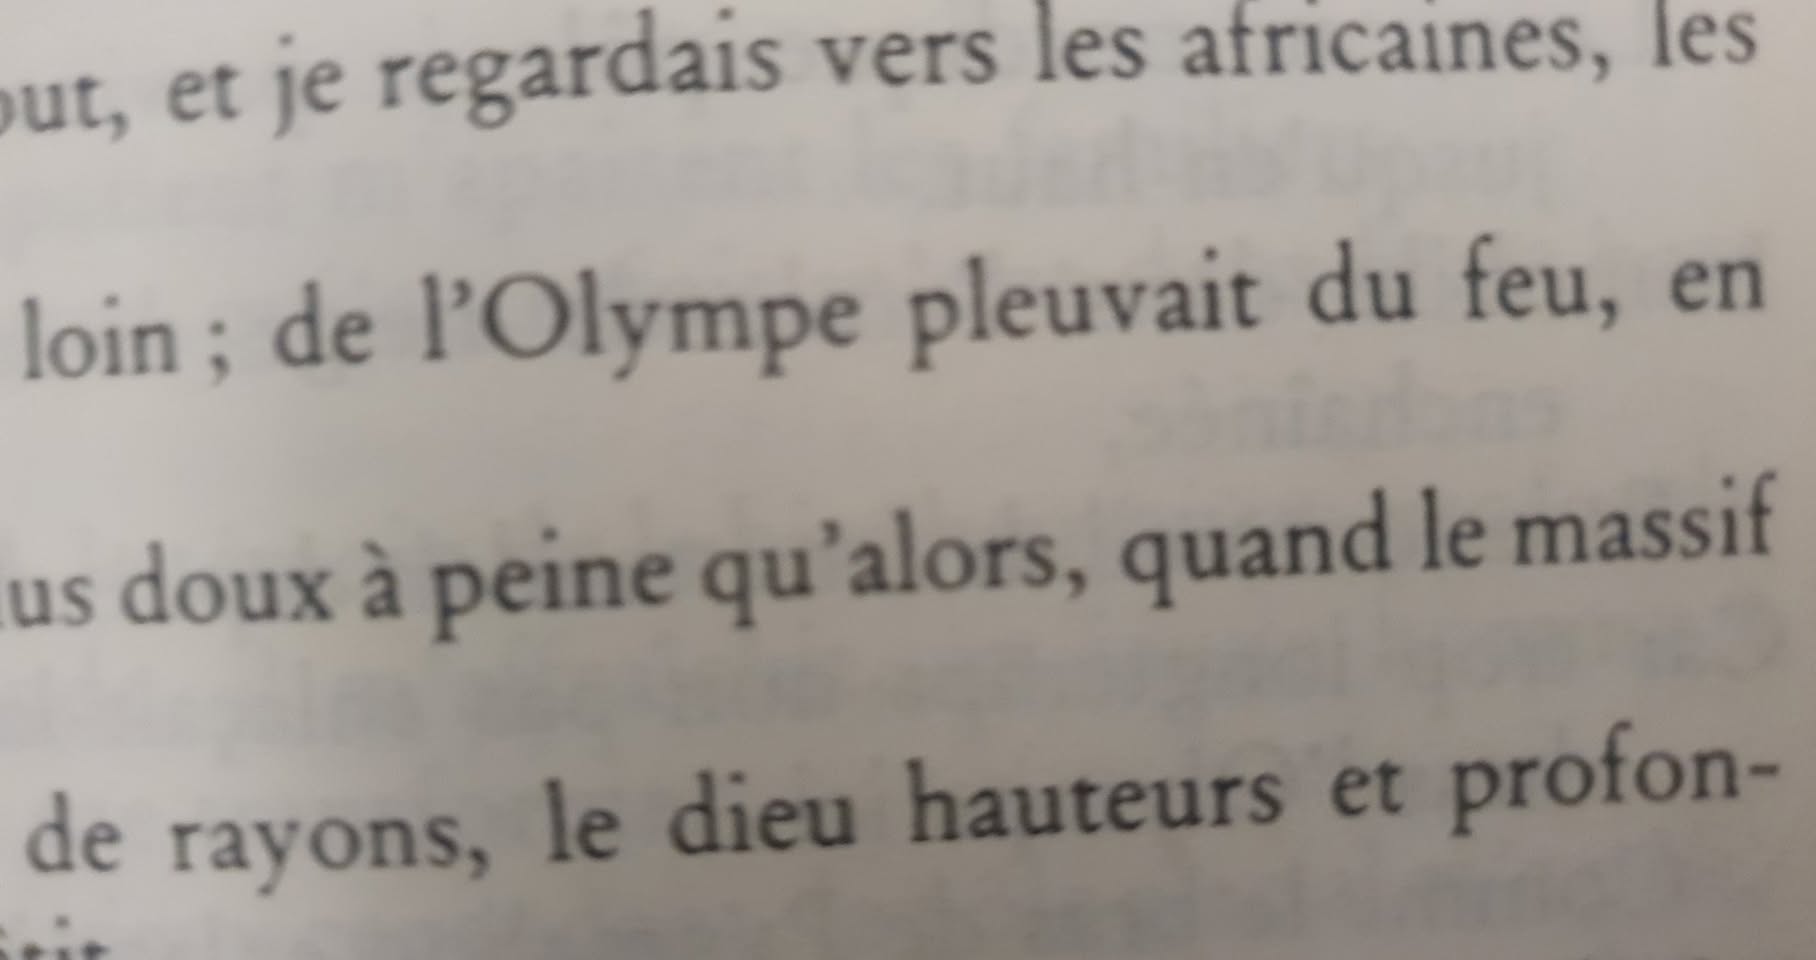 out, et je regardais vers les africaines, les
loin ; de l'Olympe pleuvait du feu, en
us doux à peine qu'alors, quand le massif
de rayons, le dieu hauteurs et profon-